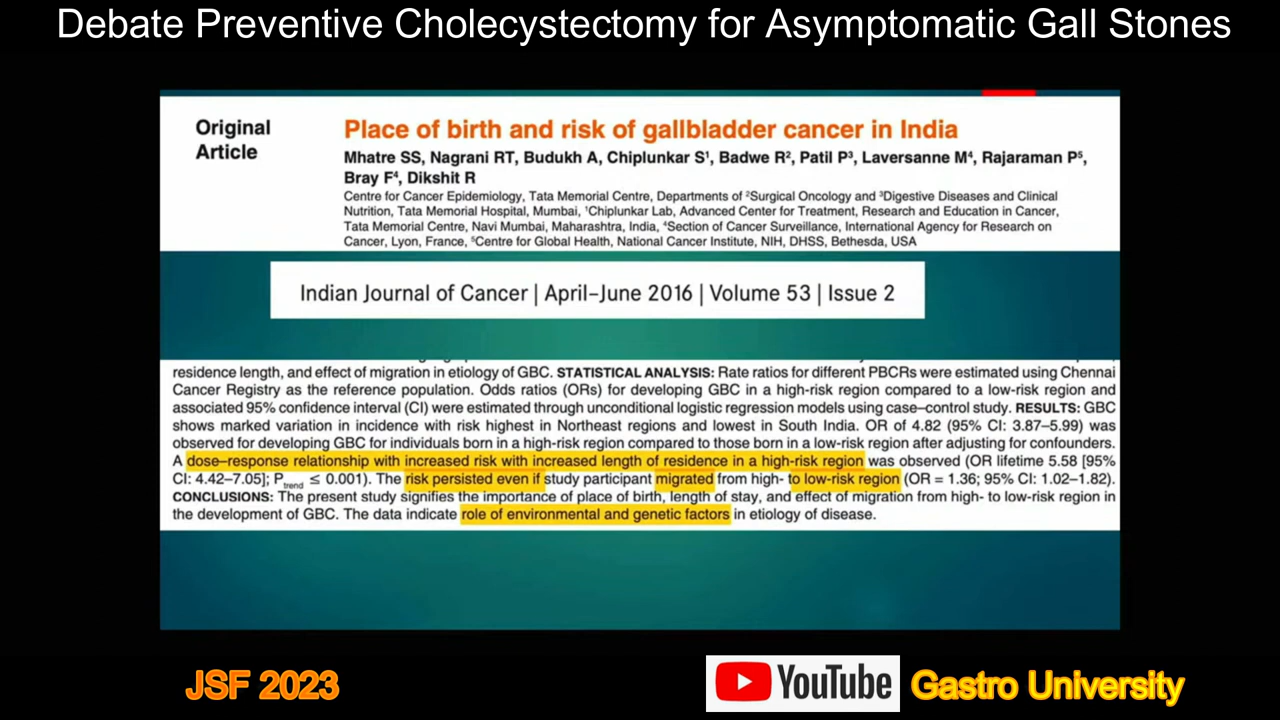 Debate Preventive Cholecystectomy for Asymptomatic Gall Stones
Original
Article
Place of birth and risk of gallbladder cancer in India
Mhatre SS, Nagrani RT, Budukh A, Chiplunkar S¹, Badwe R², Patil P³, Laversanne M⁴, Rajaraman P⁵,
Bray F⁴, Dikshit R
Centre for Cancer Epidemiology, Tata Memorial Centre, Departments of ²Surgical Oncology and ³Digestive Diseases and Clinical
Nutrition, Tata Memorial Hospital, Mumbai, ¹Chiplunkar Lab, Advanced Center for Treatment, Research and Education in Cancer,
Tata Memorial Centre, Navi Mumbai, Maharashtra, India, ⁴Section of Cancer Surveillance, International Agency for Research on
Cancer, Lyon, France, ⁵Centre for Global Health, National Cancer Institute, NIH, DHSS, Bethesda, USA
Indian Journal of Cancer | April–June 2016 | Volume 53 | Issue 2
residence length, and effect of migration in etiology of GBC. STATISTICAL ANALYSIS: Rate ratios for different PBCRs were estimated using Chennai
Cancer Registry as the reference population. Odds ratios (ORs) for developing GBC in a high-risk region compared to a low-risk region and
associated 95% confidence interval (CI) were estimated through unconditional logistic regression models using case–control study. RESULTS: GBC
shows marked variation in incidence with risk highest in Northeast regions and lowest in South India. OR of 4.82 (95% CI: 3.87–5.99) was
observed for developing GBC for individuals born in a high-risk region compared to those born in a low-risk region after adjusting for confounders.
A dose–response relationship with increased risk with increased length of residence in a high-risk region was observed (OR lifetime 5.58 [95%
CI: 4.42–7.05]; Ptrend ≤ 0.001). The risk persisted even if study participant migrated from high- to low-risk region (OR = 1.36; 95% CI: 1.02–1.82).
CONCLUSIONS: The present study signifies the importance of place of birth, length of stay, and effect of migration from high- to low-risk region in
the development of GBC. The data indicate role of environmental and genetic factors in etiology of disease.
JSF 2023
YouTube Gastro University